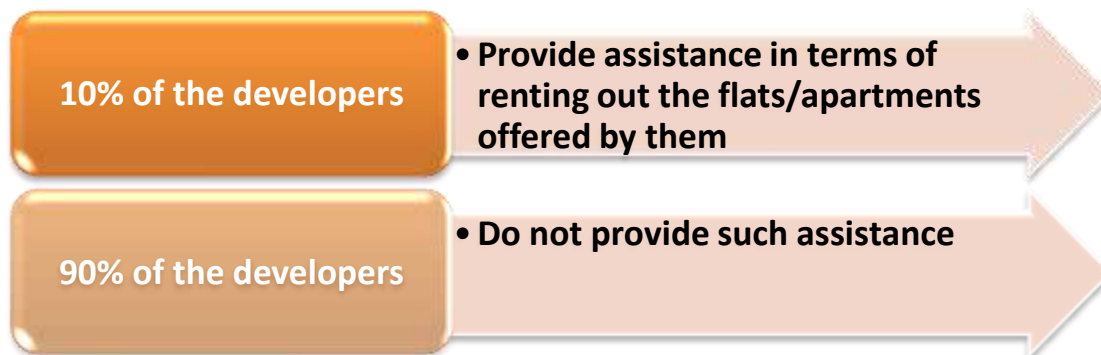 10% of the developers
• Provide assistance in terms of
renting out the flats/apartments
offered by them
90% of the developers
• Do not provide such assistance